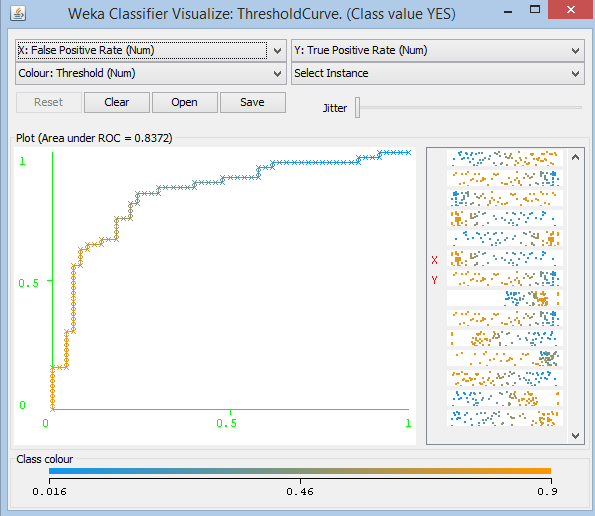 Weka Classifier Visualize: ThresholdCurve. (Class value YES)
X: False Positive Rate (Num)
Y: True Positive Rate (Num)
Colour: Threshold (Num)
Select Instance
Reset
Clear
Open
Save
Jitter
Plot (Area under ROC = 0.8372)
1
0.5
0
0
0.5
1
X
Y
Class colour
0.016
0.46
0.9